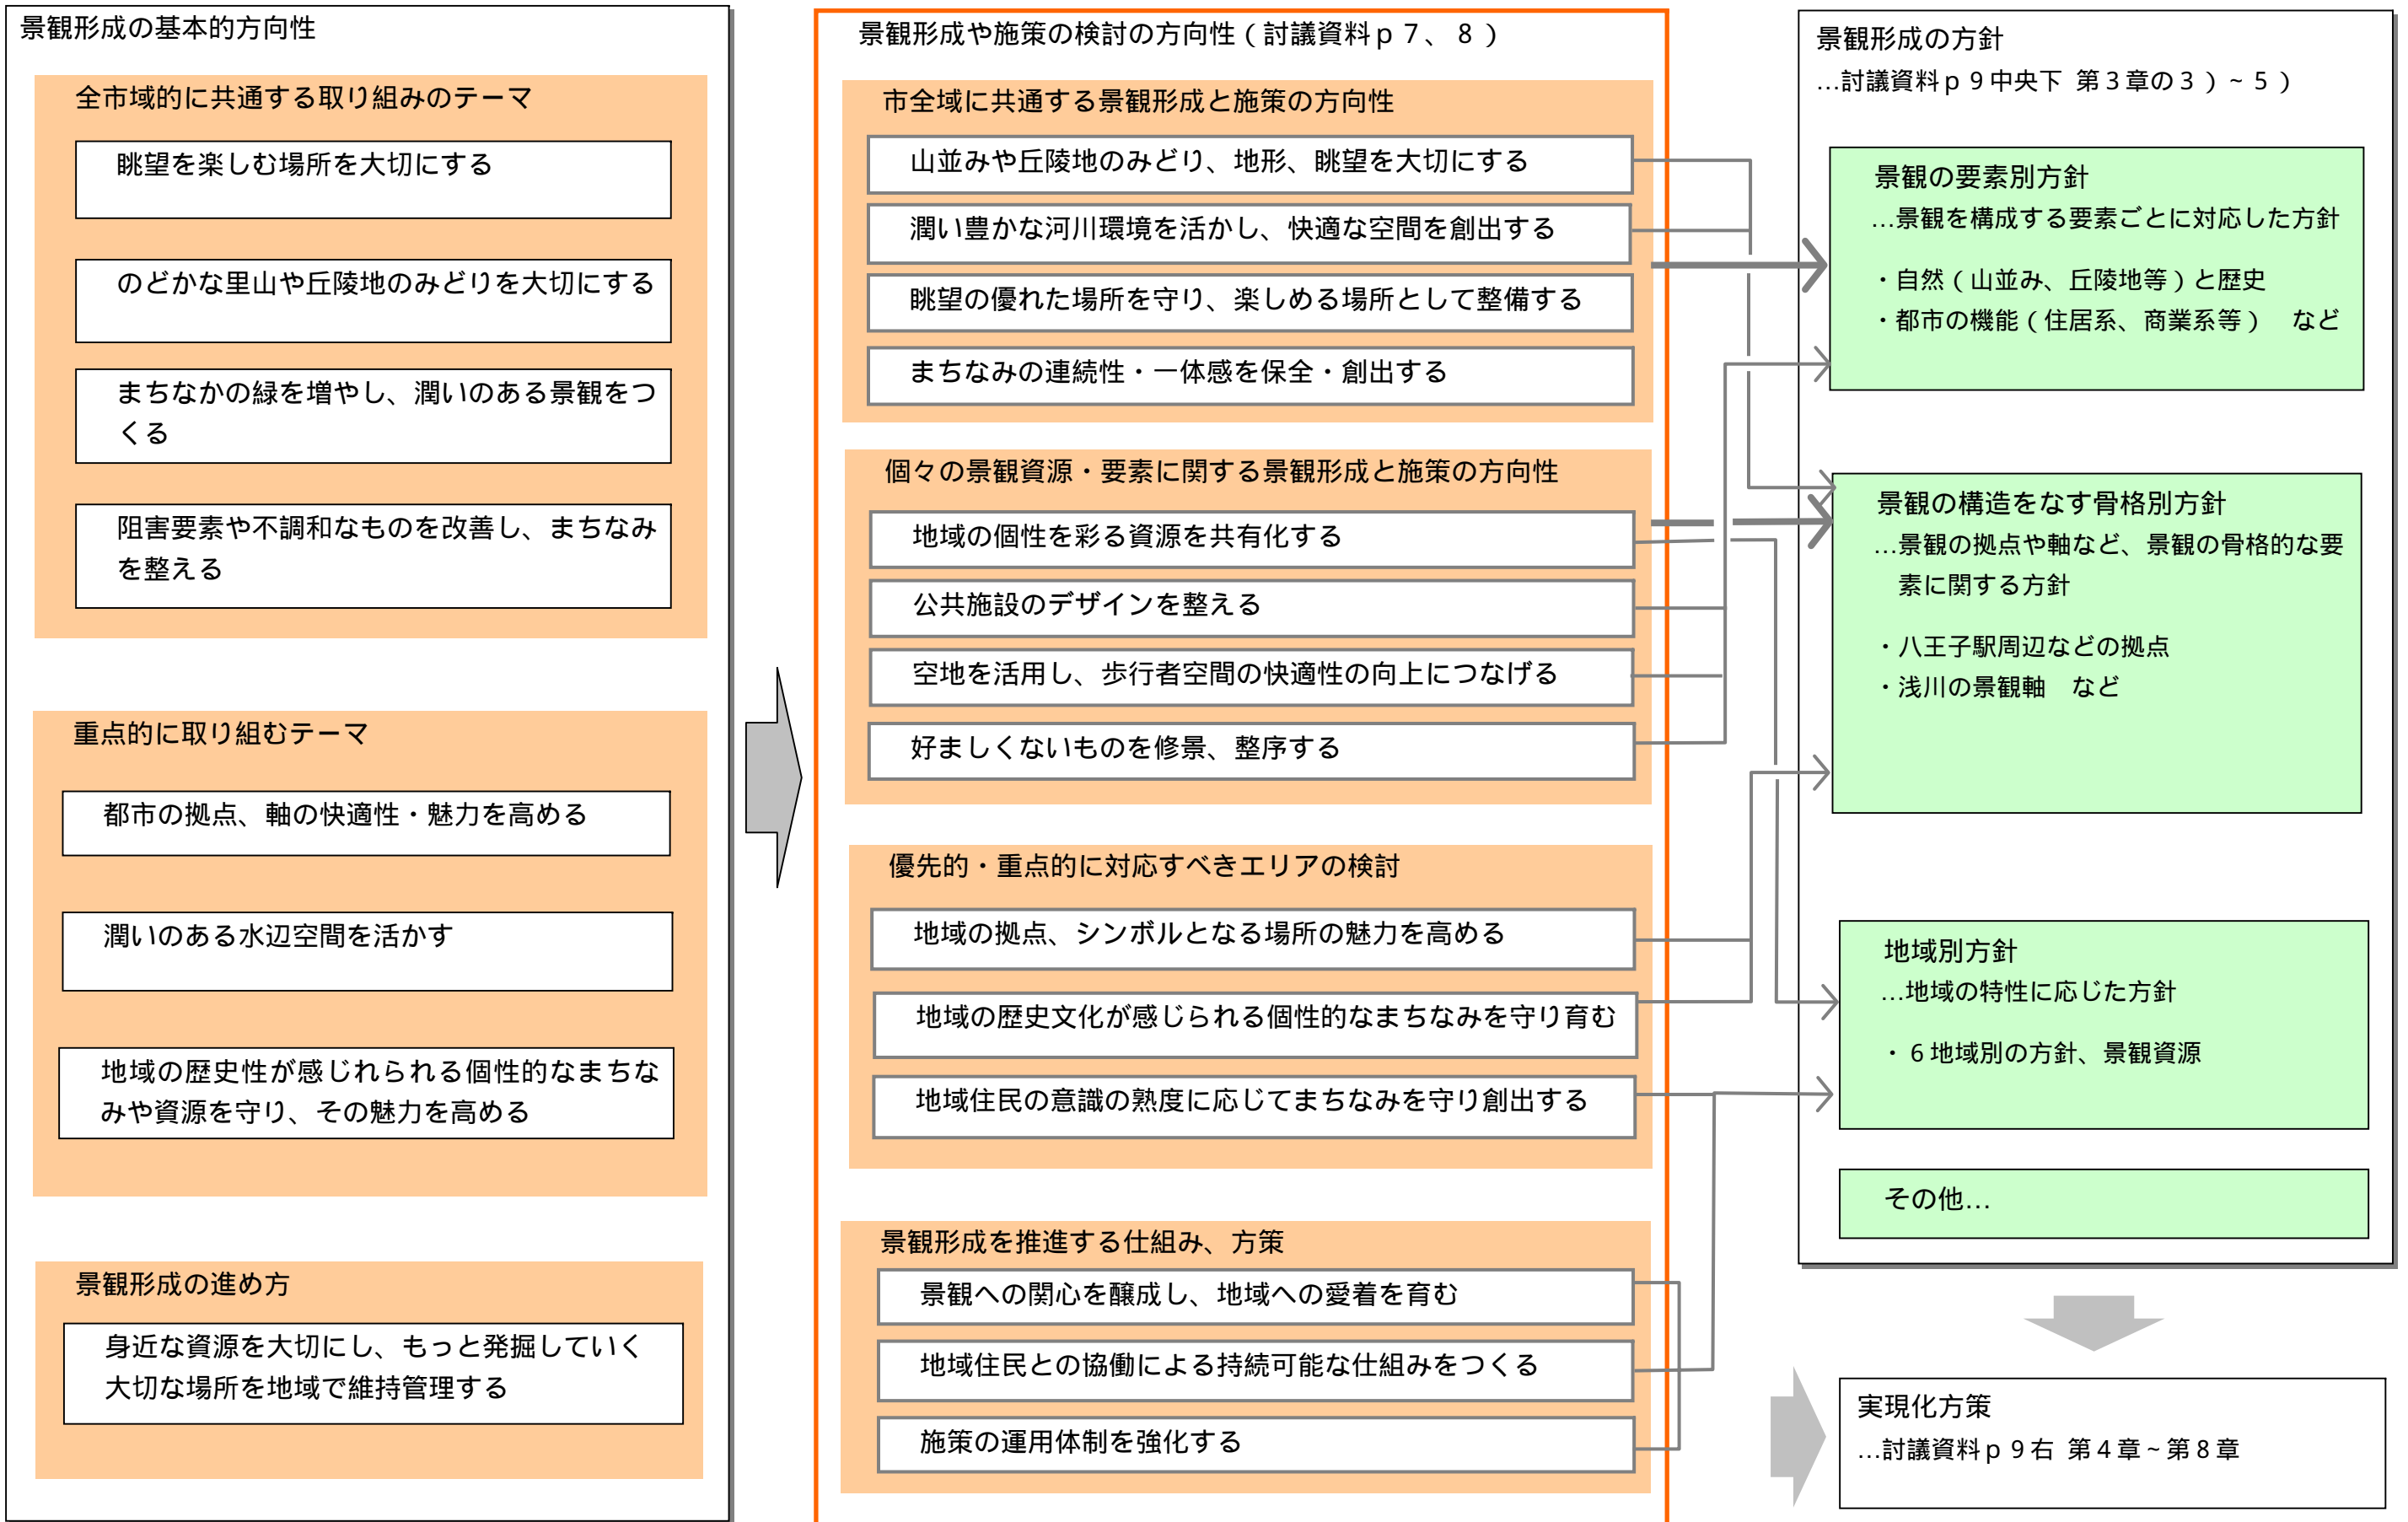 景観形成の基本的方向性
全市域的に共通する取り組みのテーマ
眺望を楽しむ場所を大切にする
のどかな里山や丘陵地のみどりを大切にする
まちなかの緑を増やし、潤いのある景観をつ
くる
阻害要素や不調和なものを改善し、まちなみ
を整える
重点的に取り組むテーマ
都市の拠点、軸の快適性・魅力を高める
潤いのある水辺空間を活かす
地域の歴史性が感じれられる個性的なまちな
みや資源を守り、その魅力を高める
景観形成の進め方
身近な資源を大切にし、もっと発掘していく
大切な場所を地域で維持管理する
景観形成や施策の検討の方向性（討議資料ｐ７、８）
市全域に共通する景観形成と施策の方向性
山並みや丘陵地のみどり、地形、眺望を大切にする
潤い豊かな河川環境を活かし、快適な空間を創出する
眺望の優れた場所を守り、楽しめる場所として整備する
まちなみの連続性・一体感を保全・創出する
個々の景観資源・要素に関する景観形成と施策の方向性
地域の個性を彩る資源を共有化する
公共施設のデザインを整える
空地を活用し、歩行者空間の快適性の向上につなげる
好ましくないものを修景、整序する
優先的・重点的に対応すべきエリアの検討
地域の拠点、シンボルとなる場所の魅力を高める
地域の歴史文化が感じられる個性的なまちなみを守り育む
地域住民の意識の熟度に応じてまちなみを守り創出する
景観形成を推進する仕組み、方策
景観への関心を醸成し、地域への愛着を育む
地域住民との協働による持続可能な仕組みをつくる
施策の運用体制を強化する
景観形成の方針
…討議資料ｐ９中央下 第３章の３）～５）
景観の要素別方針
…景観を構成する要素ごとに対応した方針
・自然（山並み、丘陵地等）と歴史
・都市の機能（住居系、商業系等）　など
景観の構造をなす骨格別方針
…景観の拠点や軸など、景観の骨格的な要
素に関する方針
・八王子駅周辺などの拠点
・浅川の景観軸　など
地域別方針
…地域の特性に応じた方針
・６地域別の方針、景観資源
その他…
実現化方策
…討議資料ｐ９右 第４章～第８章